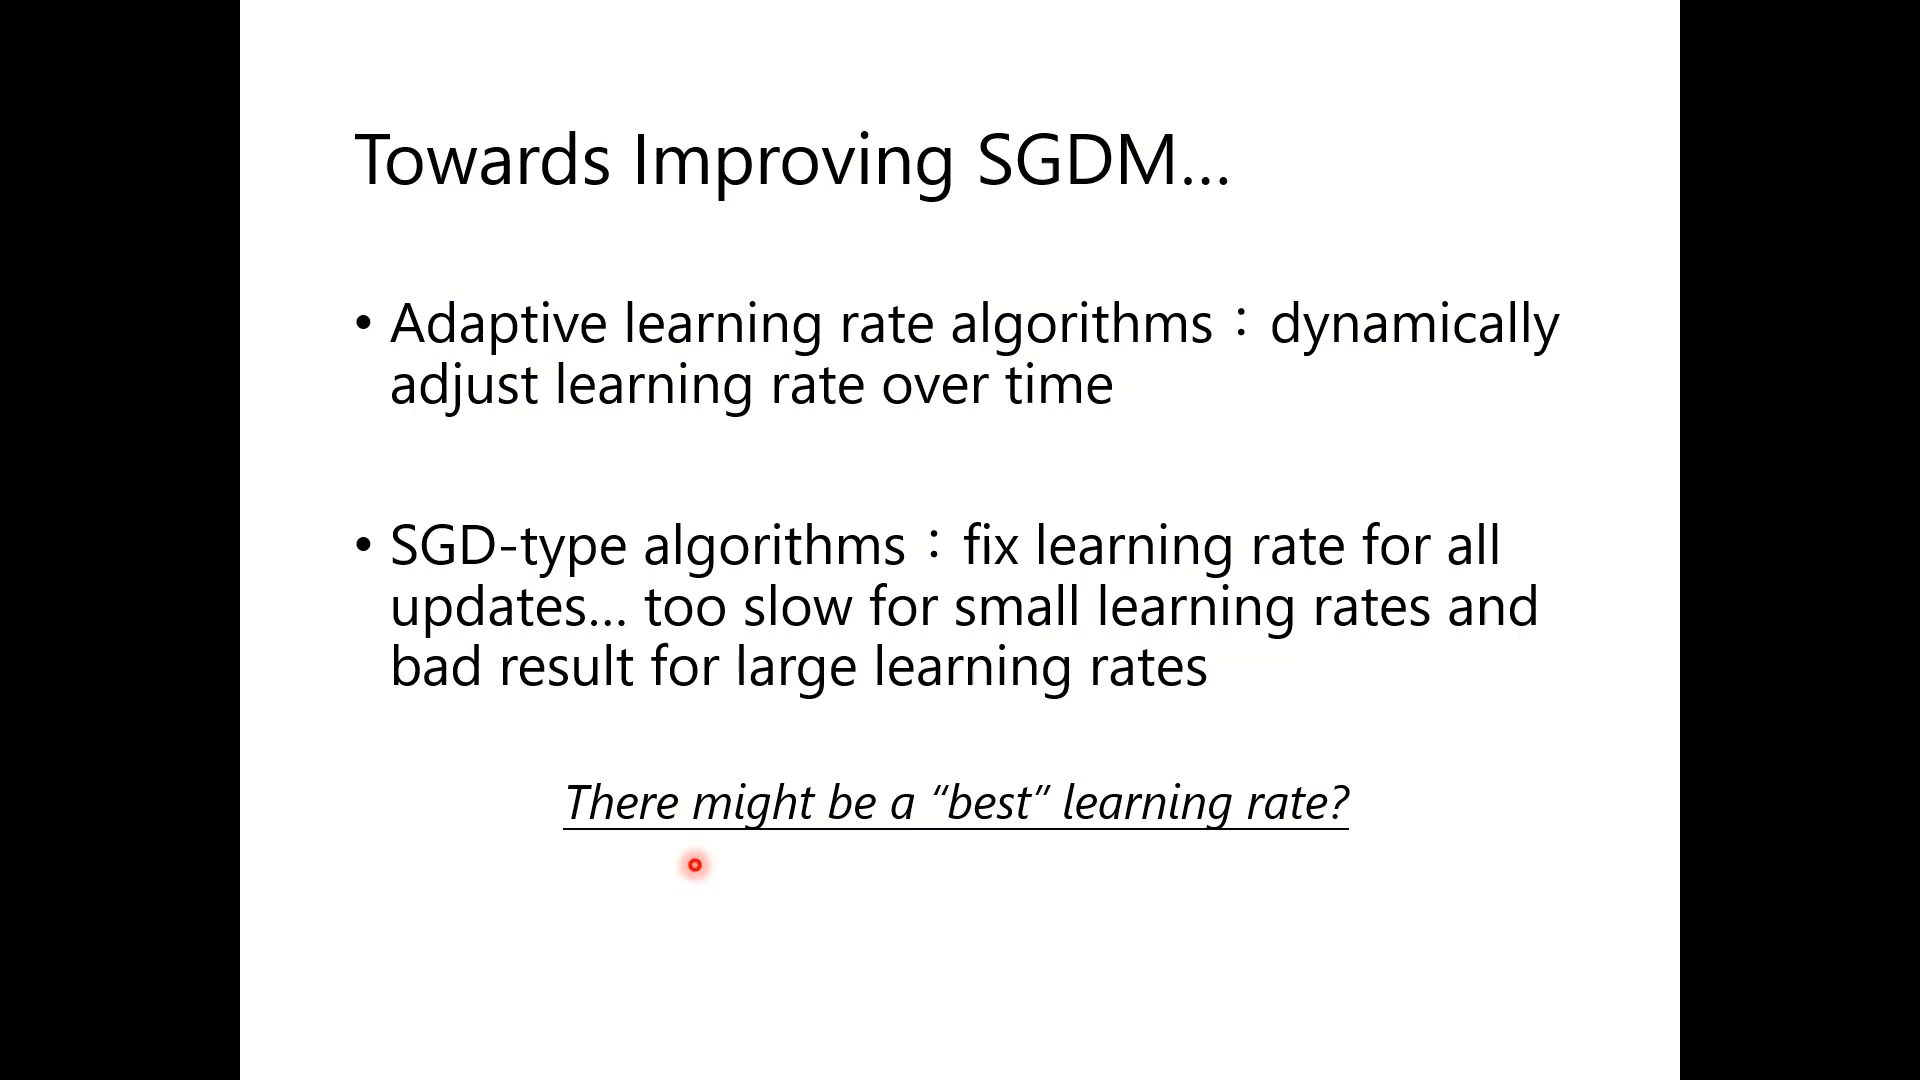 Towards Improving SGDM…
• Adaptive learning rate algorithms：dynamically
adjust learning rate over time
• SGD-type algorithms：fix learning rate for all
updates… too slow for small learning rates and
bad result for large learning rates
There might be a “best” learning rate?